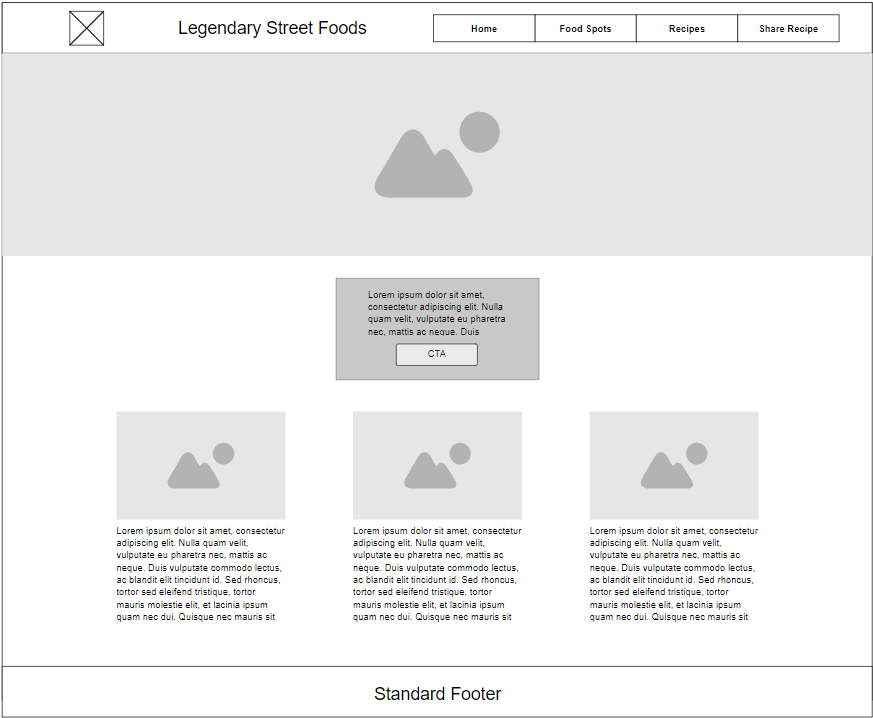 Legendary Street Foods
Home
Food Spots
Recipes
Share Recipe
Lorem ipsum dolor sit amet,
consectetur adipiscing elit. Nulla
quam velit, vulputate eu pharetra
nec, mattis ac neque. Duis
CTA
Lorem ipsum dolor sit amet, consectetur
adipiscing elit. Nulla quam velit,
vulputate eu pharetra nec, mattis ac
neque. Duis vulputate commodo lectus,
ac blandit elit tincidunt id. Sed rhoncus,
tortor sed eleifend tristique, tortor
mauris molestie elit, et lacinia ipsum
quam nec dui. Quisque nec mauris sit
Lorem ipsum dolor sit amet, consectetur
adipiscing elit. Nulla quam velit,
vulputate eu pharetra nec, mattis ac
neque. Duis vulputate commodo lectus,
ac blandit elit tincidunt id. Sed rhoncus,
tortor sed eleifend tristique, tortor
mauris molestie elit, et lacinia ipsum
quam nec dui. Quisque nec mauris sit
Lorem ipsum dolor sit amet, consectetur
adipiscing elit. Nulla quam velit,
vulputate eu pharetra nec, mattis ac
neque. Duis vulputate commodo lectus,
ac blandit elit tincidunt id. Sed rhoncus,
tortor sed eleifend tristique, tortor
mauris molestie elit, et lacinia ipsum
quam nec dui. Quisque nec mauris sit
Standard Footer